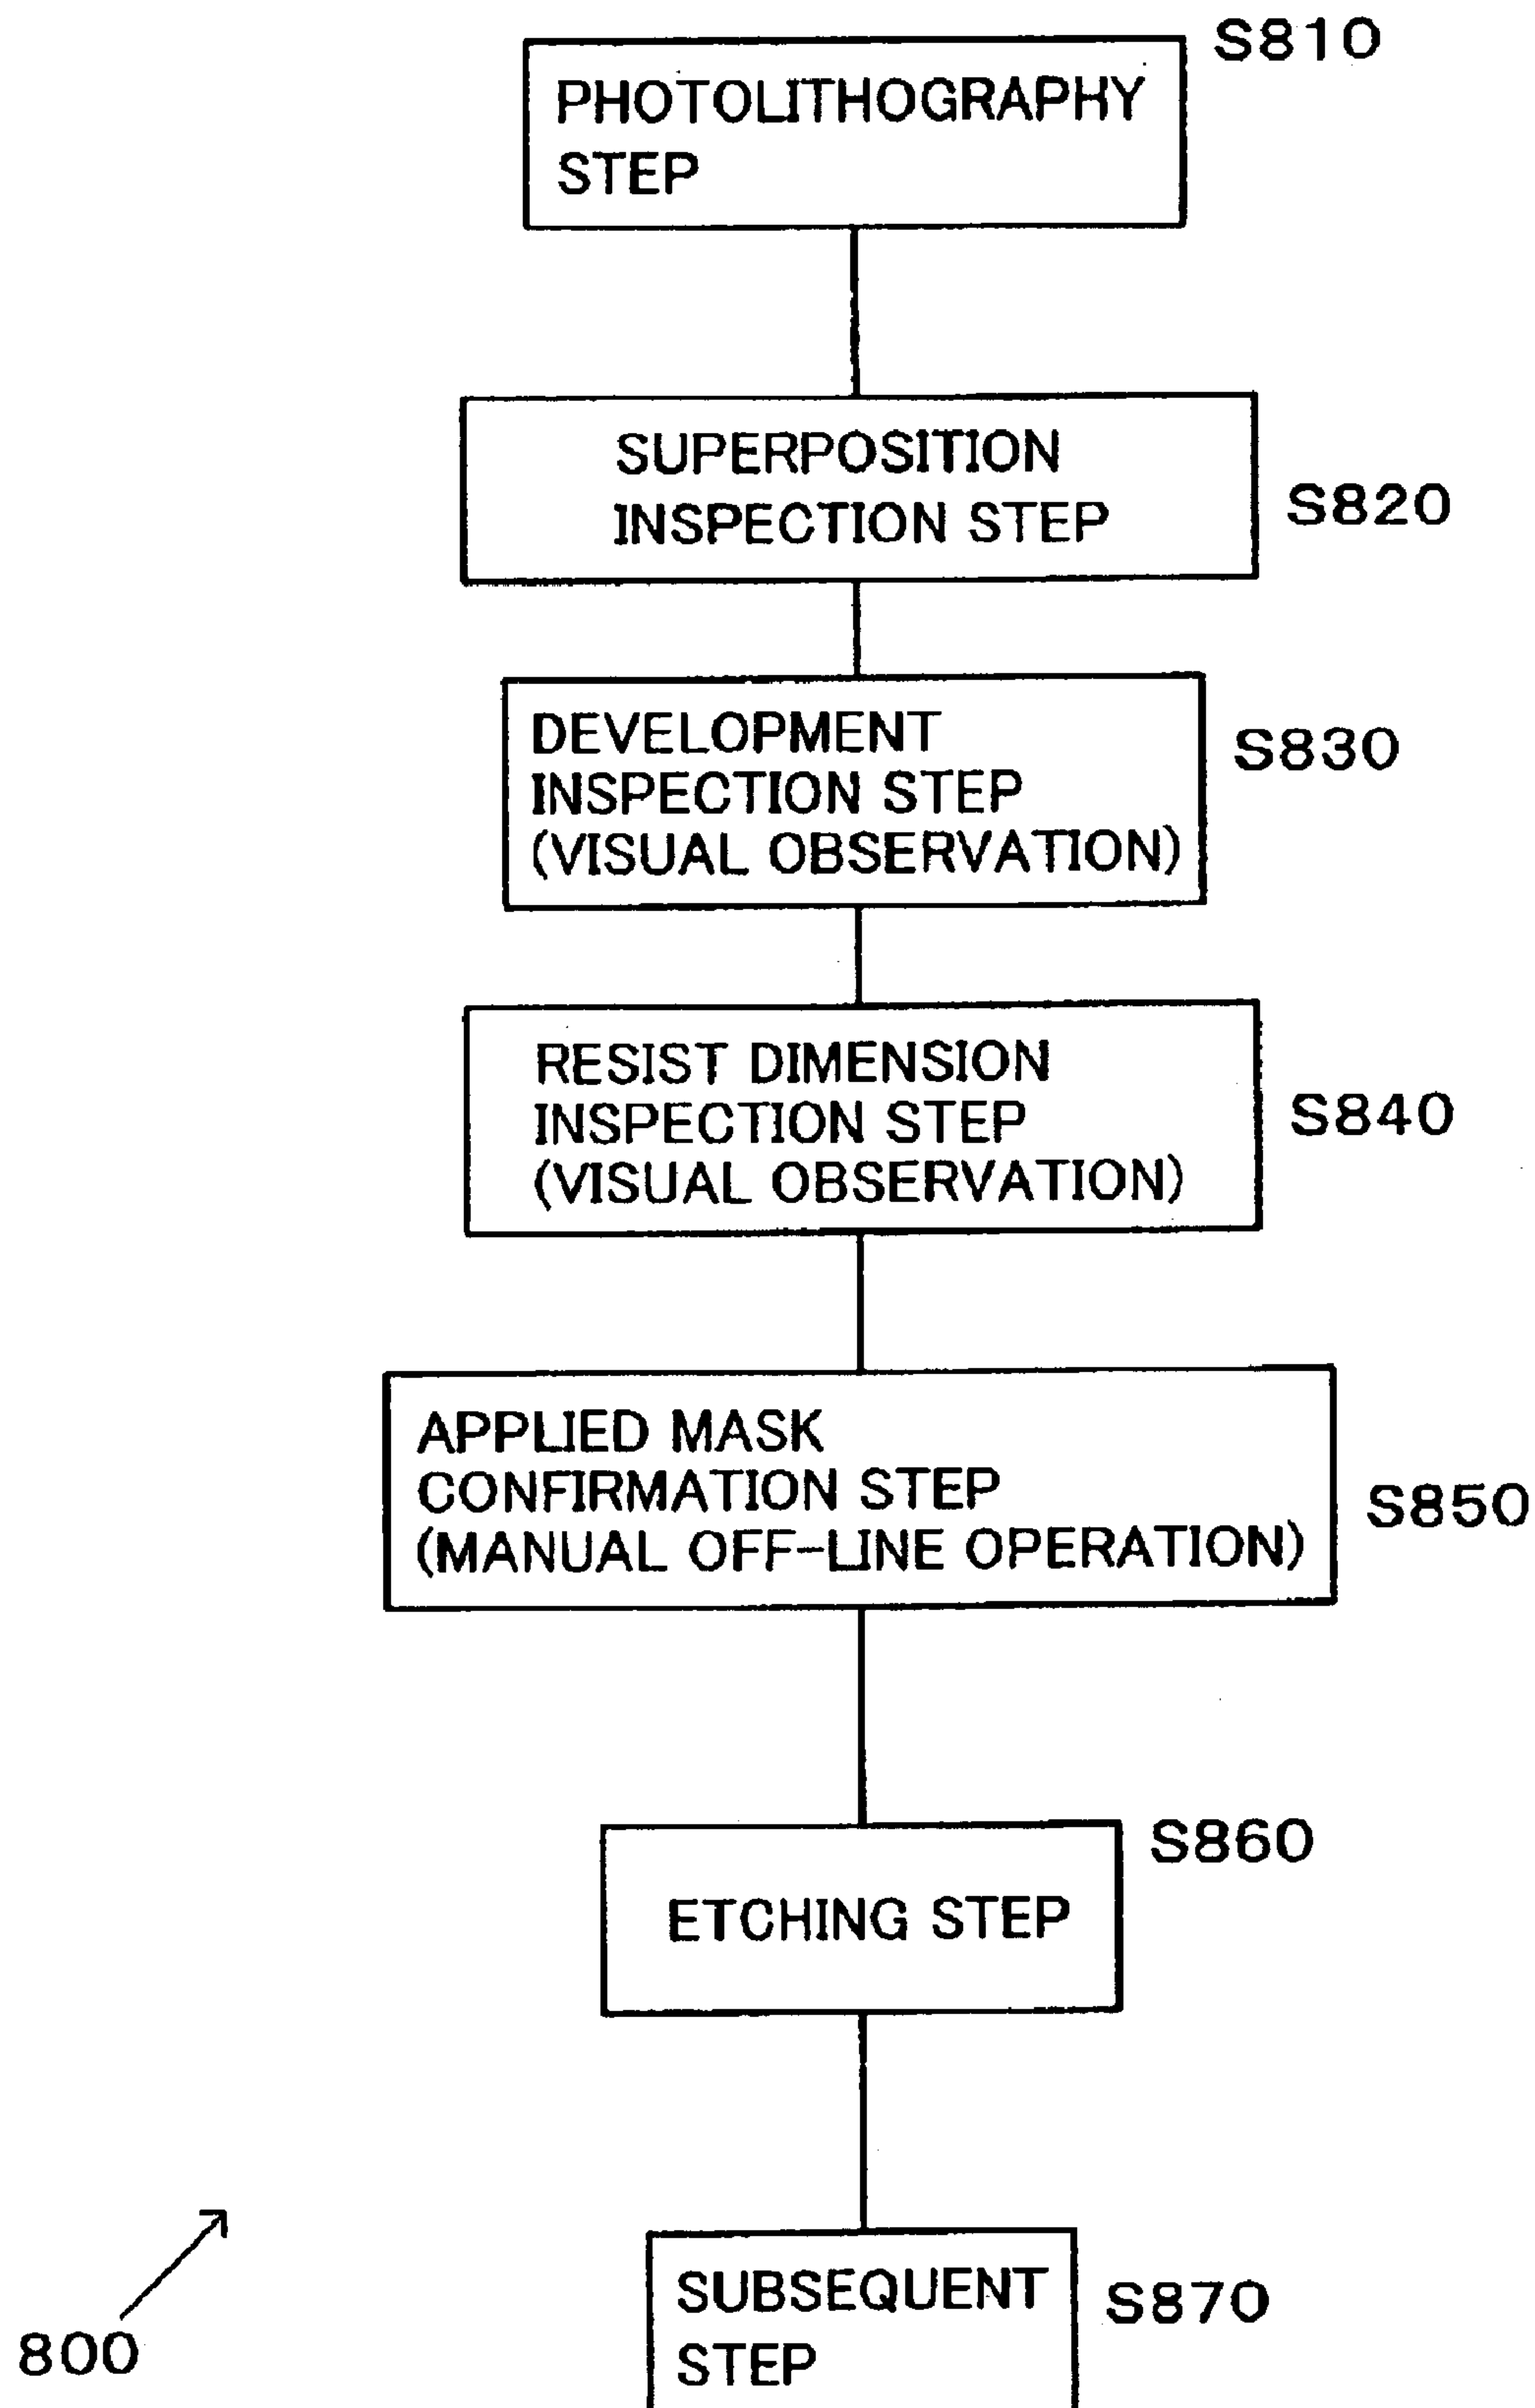 S810
PHOTOLITHOGRAPHY
STEP
SUPERPOSITION
INSPECTION STEP
S820
DEVELOPMENT
INSPECTION STEP
(VISUAL OBSERVATION)
S830
RESIST DIMENSION
INSPECTION STEP
(VISUAL OBSERVATION)
S840
APPLIED MASK
CONFIRMATION STEP
(MANUAL OFF-LINE OPERATION)
S850
S860
ETCHING STEP
SUBSEQUENT
STEP
S870
800